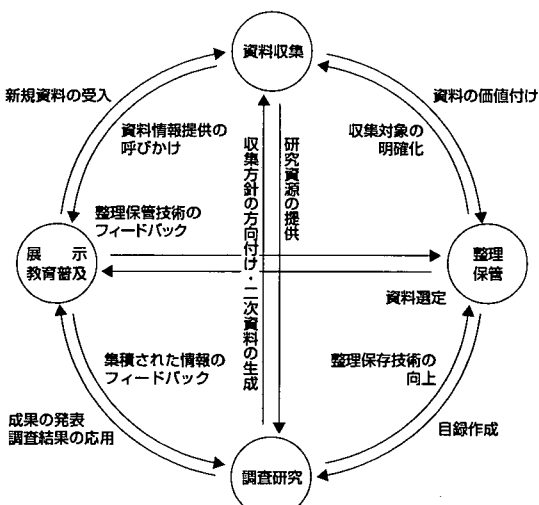 資料収集
新規資料の受入
資料の価値付け
資料情報提供の
呼びかけ
収集対象の
明確化
研究資源の提供
収集方針の方向付け・二次資料の生成
整理保管技術の
フィードバック
展　示
教育普及
整理
保管
資料選定
集積された情報の
フィードバック
整理保存技術の
向上
成果の発表
調査結果の応用
目録作成
調査研究